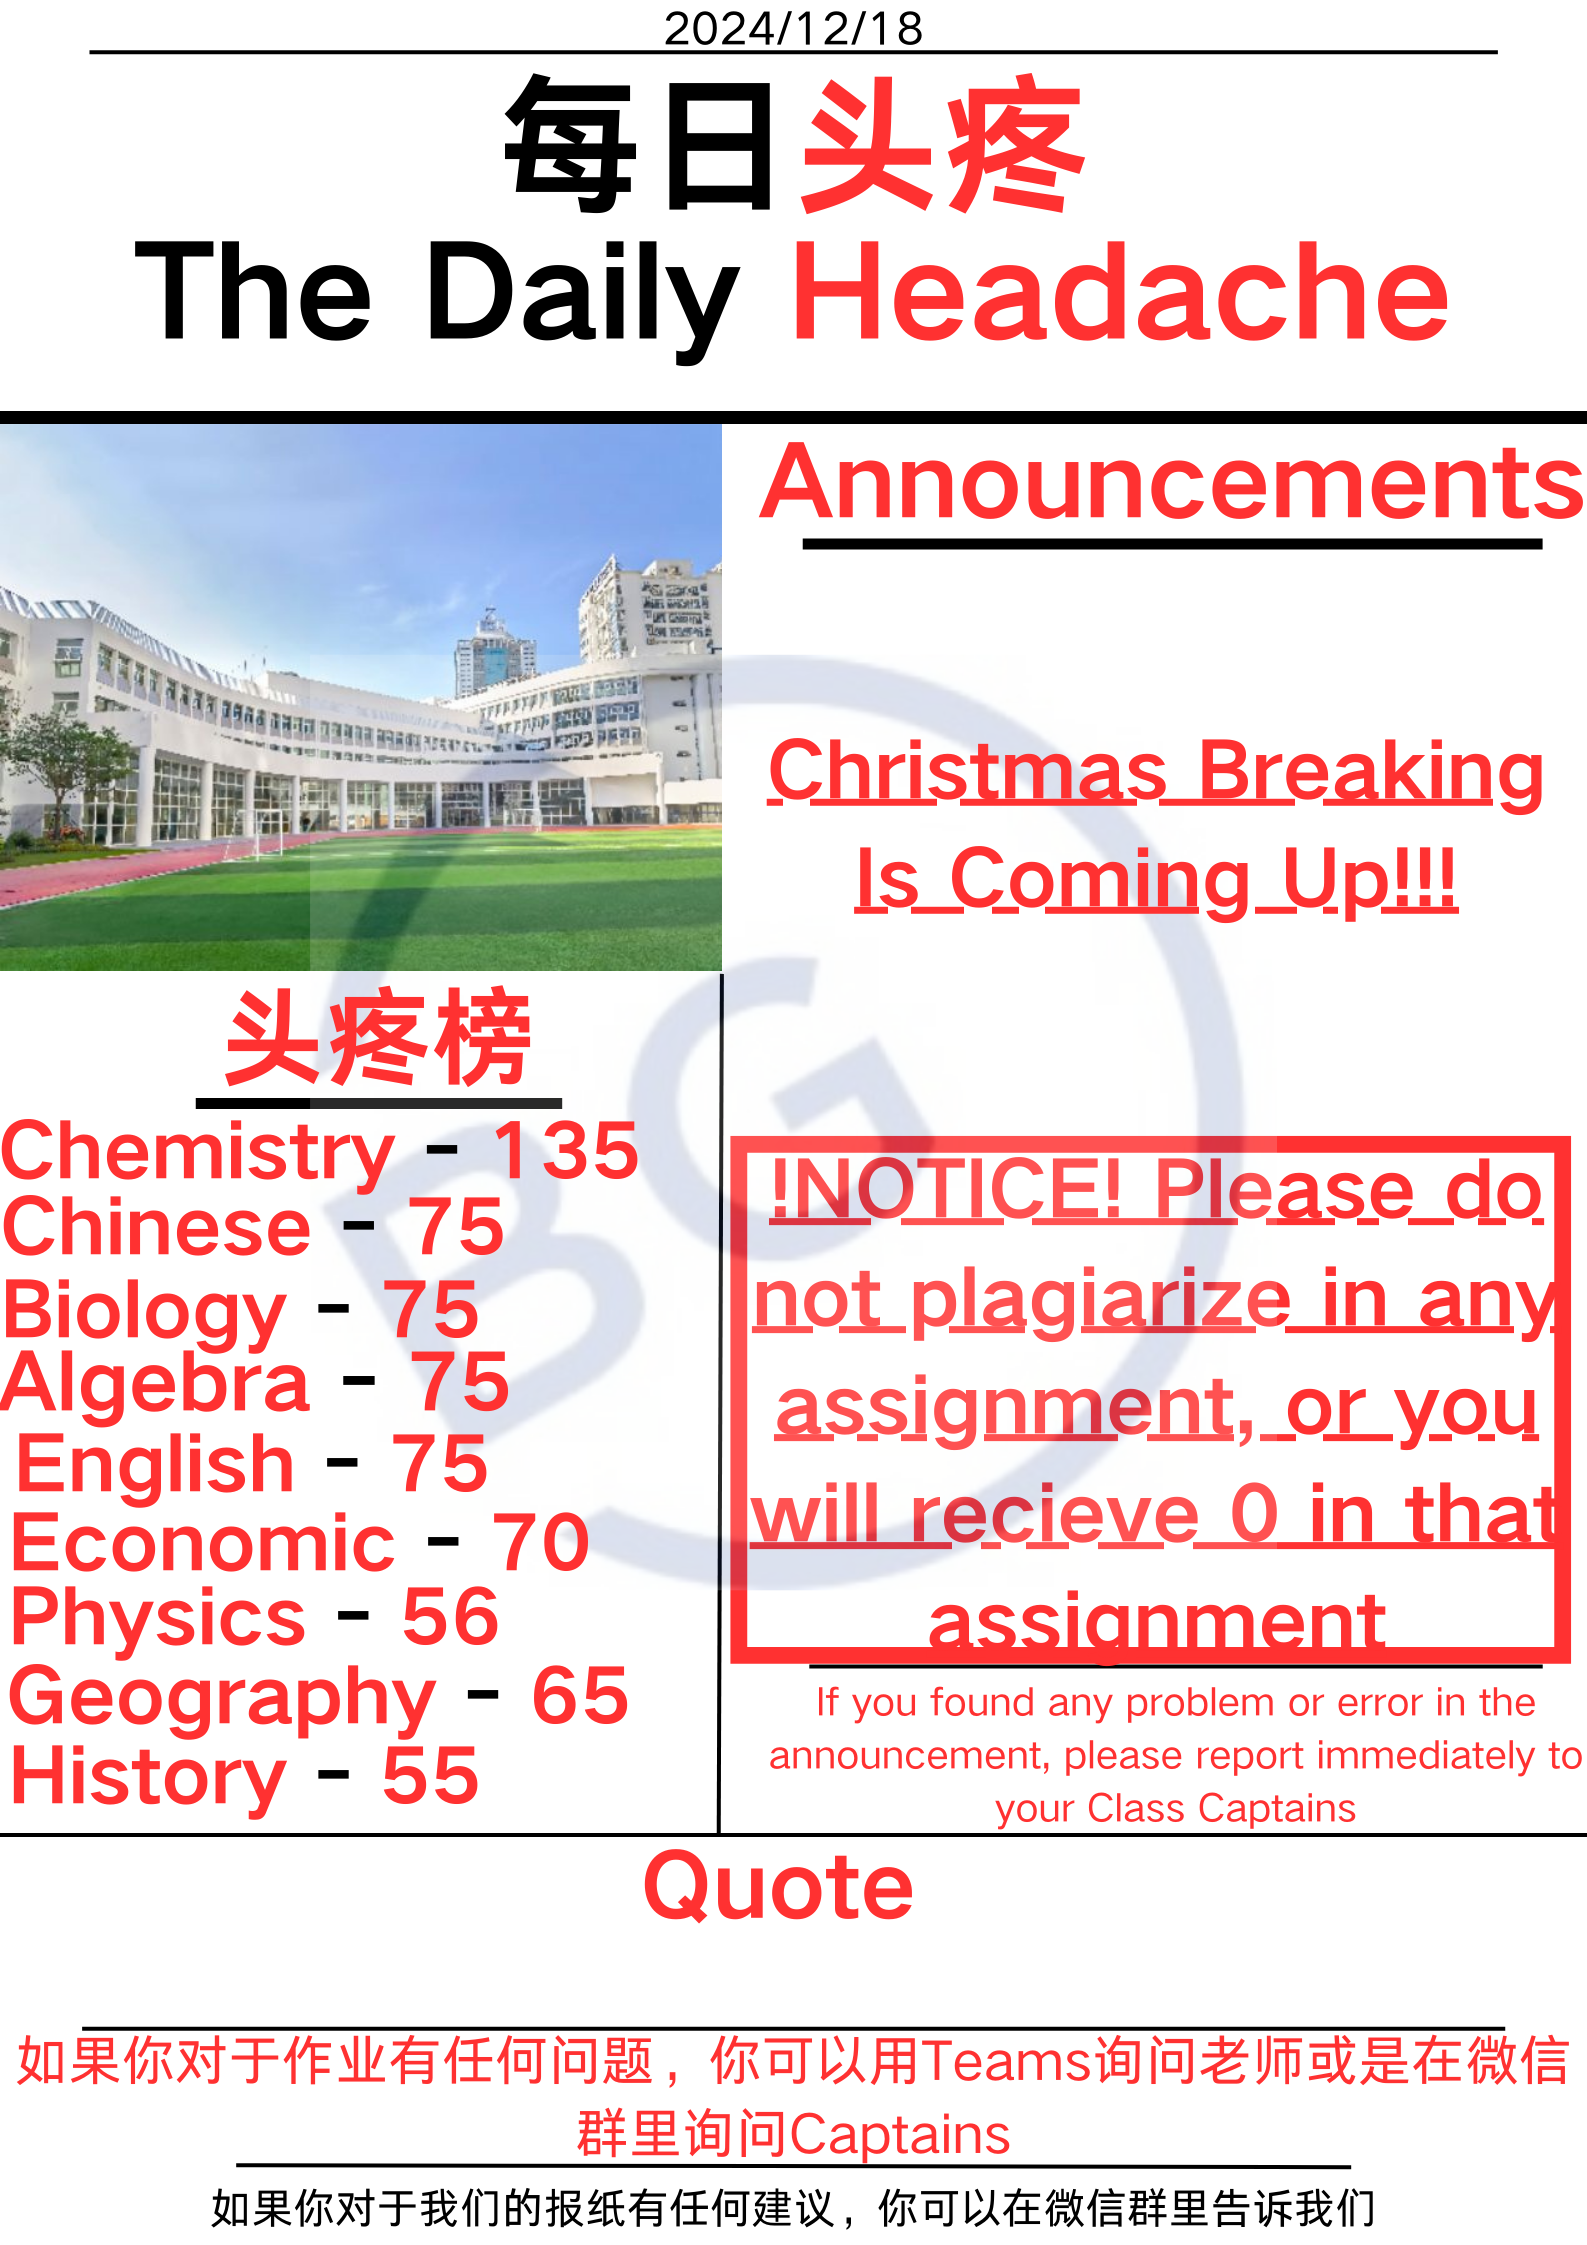 2024/12/18
每日头疼
The Daily Headache
Announcements
Christmas Breaking
Is Coming Up!!!
头疼榜
Chemistry - 135
Chinese - 75
Biology - 75
Algebra - 75
English - 75
Economic - 70
Physics - 56
Geography - 65
History - 55
!NOTICE! Please do
not plagiarize in any
assignment, or you
will recieve 0 in that
assignment
If you found any problem or error in the
announcement, please report immediately to
your Class Captains
BG
Quote
如果你对于作业有任何问题，你可以用Teams询问老师或是在微信
群里询问Captains
如果你对于我们的报纸有任何建议，你可以在微信群里告诉我们